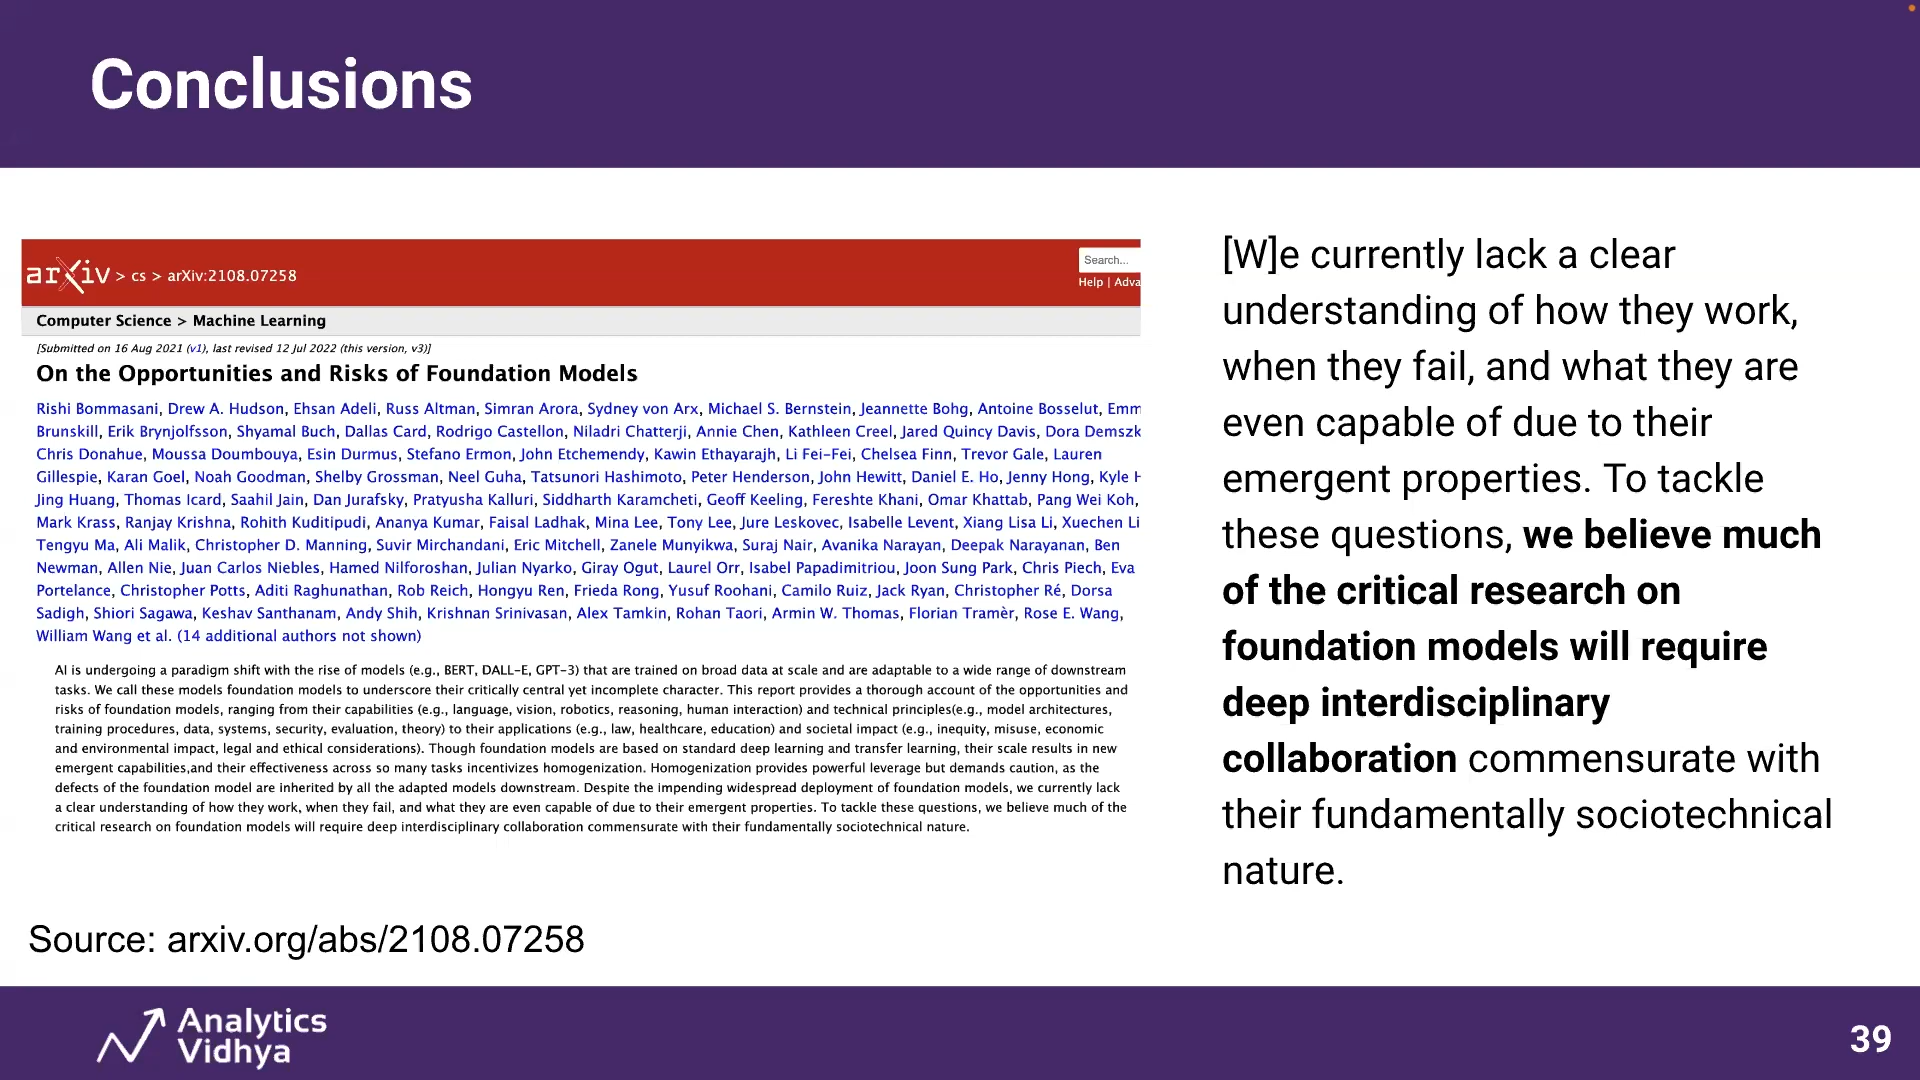 Conclusions
arXiv > cs > arXiv:2108.07258
Search...
Help | Adva
Computer Science > Machine Learning
[Submitted on 16 Aug 2021 (v1), last revised 12 Jul 2022 (this version, v3)]
On the Opportunities and Risks of Foundation Models
Rishi Bommasani, Drew A. Hudson, Ehsan Adeli, Russ Altman, Simran Arora, Sydney von Arx, Michael S. Bernstein, Jeannette Bohg, Antoine Bosselut, Emm
Brunskill, Erik Brynjolfsson, Shyamal Buch, Dallas Card, Rodrigo Castellon, Niladri Chatterji, Annie Chen, Kathleen Creel, Jared Quincy Davis, Dora Demszk
Chris Donahue, Moussa Doumbouya, Esin Durmus, Stefano Ermon, John Etchemendy, Kawin Ethayarajh, Li Fei-Fei, Chelsea Finn, Trevor Gale, Lauren
Gillespie, Karan Goel, Noah Goodman, Shelby Grossman, Neel Guha, Tatsunori Hashimoto, Peter Henderson, John Hewitt, Daniel E. Ho, Jenny Hong, Kyle H
Jing Huang, Thomas Icard, Saahil Jain, Dan Jurafsky, Pratyusha Kalluri, Siddharth Karamcheti, Geoff Keeling, Fereshte Khani, Omar Khattab, Pang Wei Koh,
Mark Krass, Ranjay Krishna, Rohith Kuditipudi, Ananya Kumar, Faisal Ladhak, Mina Lee, Tony Lee, Jure Leskovec, Isabelle Levent, Xiang Lisa Li, Xuechen Li
Tengyu Ma, Ali Malik, Christopher D. Manning, Suvir Mirchandani, Eric Mitchell, Zanele Munyikwa, Suraj Nair, Avanika Narayan, Deepak Narayanan, Ben
Newman, Allen Nie, Juan Carlos Niebles, Hamed Nilforoshan, Julian Nyarko, Giray Ogut, Laurel Orr, Isabel Papadimitriou, Joon Sung Park, Chris Piech, Eva
Portelance, Christopher Potts, Aditi Raghunathan, Rob Reich, Hongyu Ren, Frieda Rong, Yusuf Roohani, Camilo Ruiz, Jack Ryan, Christopher Ré, Dorsa
Sadigh, Shiori Sagawa, Keshav Santhanam, Andy Shih, Krishnan Srinivasan, Alex Tamkin, Rohan Taori, Armin W. Thomas, Florian Tramèr, Rose E. Wang,
William Wang et al. (14 additional authors not shown)
AI is undergoing a paradigm shift with the rise of models (e.g., BERT, DALL-E, GPT-3) that are trained on broad data at scale and are adaptable to a wide range of downstream
tasks. We call these models foundation models to underscore their critically central yet incomplete character. This report provides a thorough account of the opportunities and
risks of foundation models, ranging from their capabilities (e.g., language, vision, robotics, reasoning, human interaction) and technical principles(e.g., model architectures,
training procedures, data, systems, security, evaluation, theory) to their applications (e.g., law, healthcare, education) and societal impact (e.g., inequity, misuse, economic
and environmental impact, legal and ethical considerations). Though foundation models are based on standard deep learning and transfer learning, their scale results in new
emergent capabilities,and their effectiveness across so many tasks incentivizes homogenization. Homogenization provides powerful leverage but demands caution, as the
defects of the foundation model are inherited by all the adapted models downstream. Despite the impending widespread deployment of foundation models, we currently lack
a clear understanding of how they work, when they fail, and what they are even capable of due to their emergent properties. To tackle these questions, we believe much of the
critical research on foundation models will require deep interdisciplinary collaboration commensurate with their fundamentally sociotechnical nature.
Source: arxiv.org/abs/2108.07258
[W]e currently lack a clear
understanding of how they work,
when they fail, and what they are
even capable of due to their
emergent properties. To tackle
these questions, we believe much
of the critical research on
foundation models will require
deep interdisciplinary
collaboration commensurate with
their fundamentally sociotechnical
nature.
Analytics
Vidhya
39